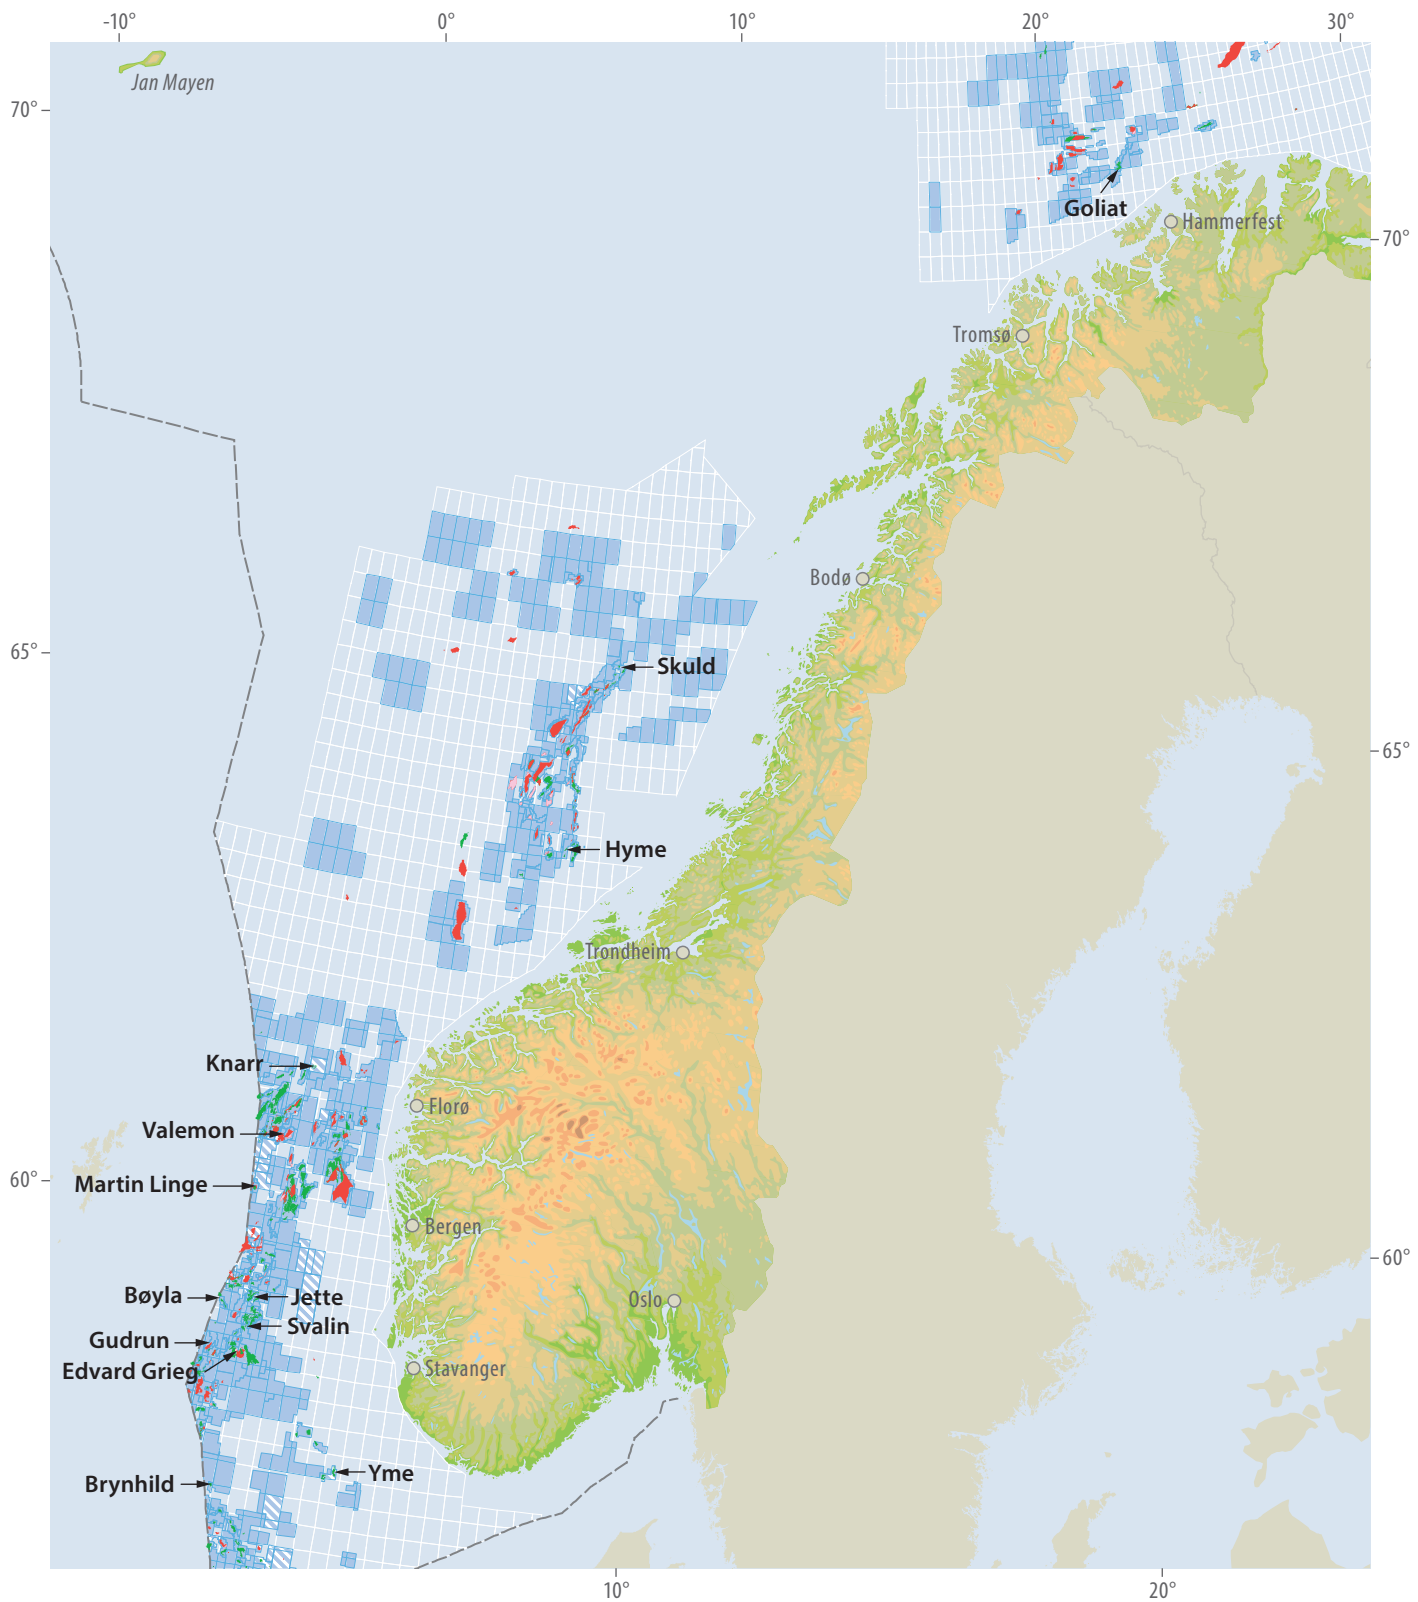 -10°
0°
10°
20°
30°
Jan Mayen
70°
Goliat
Hammerfest
70°
Tromsø
Bodø
65°
Skuld
65°
Hyme
Trondheim
Knarr
Florø
Valemon
60°
Martin Linge
Bergen
60°
Bøyla
Jette
Oslo
Svalin
Gudrun
Edvard Grieg
Stavanger
Yme
Brynhild
10°
20°